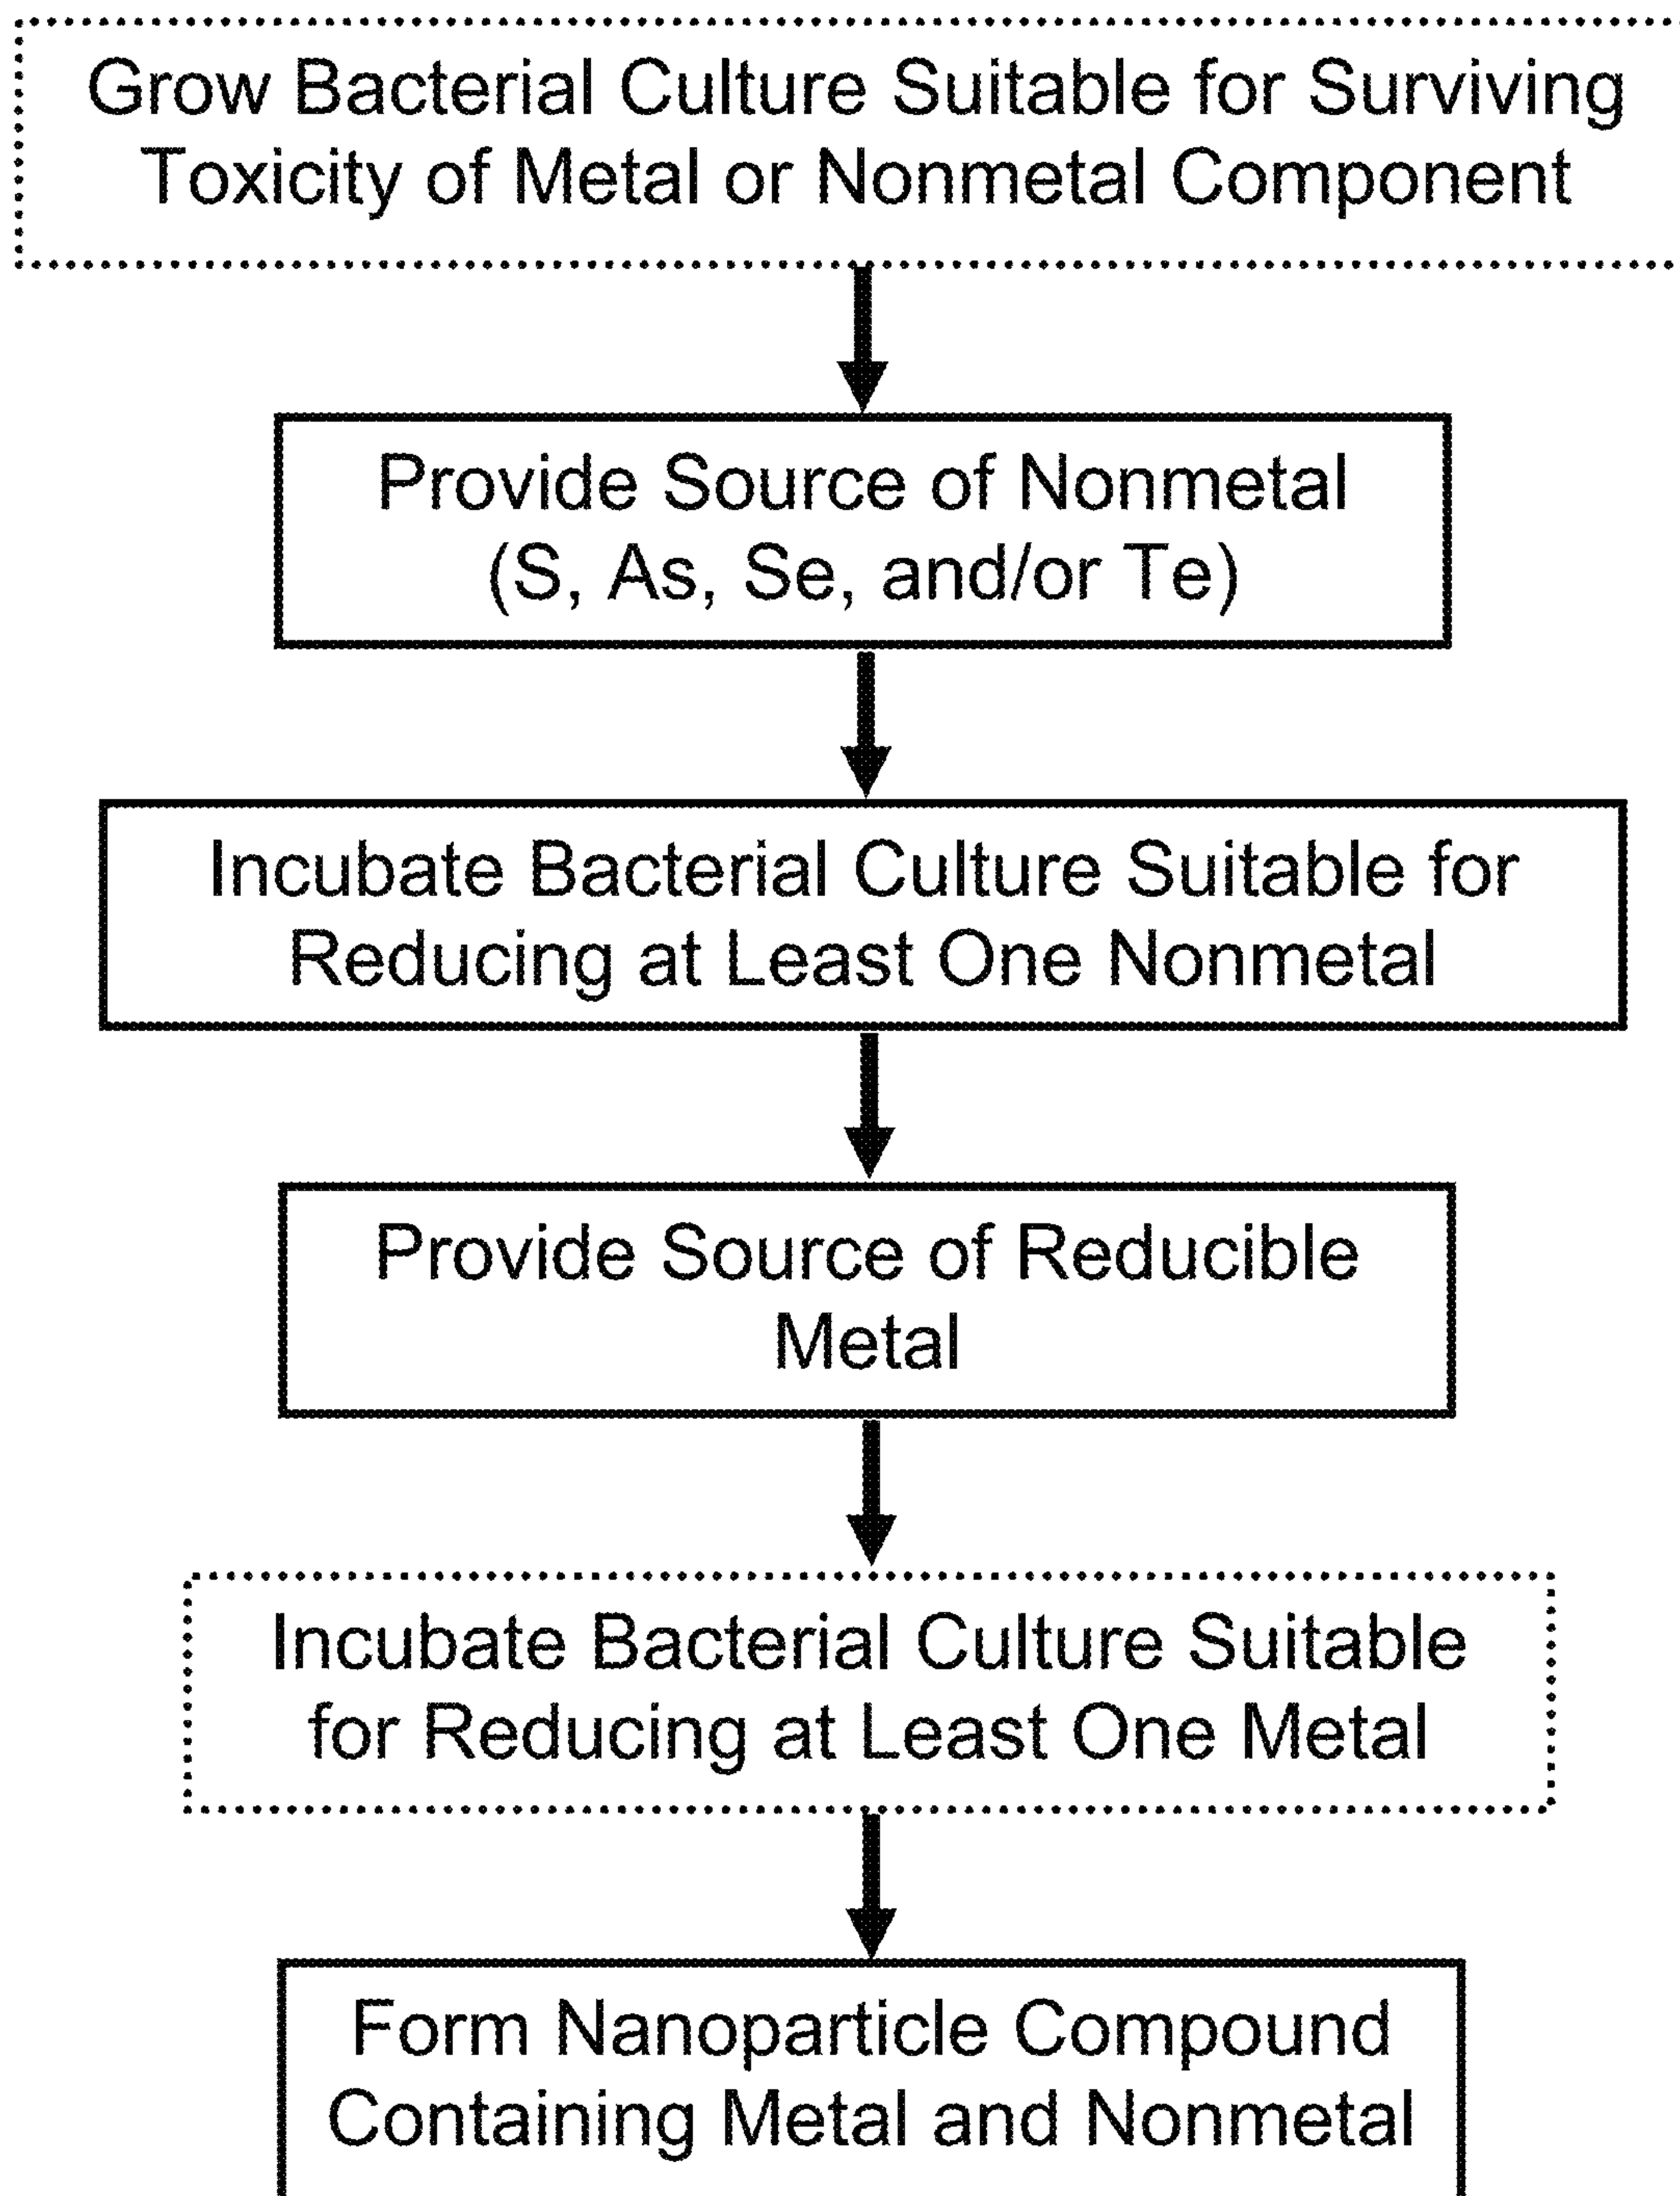 Grow Bacterial Culture Suitable for Surviving
Toxicity of Metal or Nonmetal Component
Provide Source of Nonmetal
(S, As, Se, and/or Te)
Incubate Bacterial Culture Suitable for
Reducing at Least One Nonmetal
Provide Source of Reducible
Metal
Incubate Bacterial Culture Suitable
for Reducing at Least One Metal
Form Nanoparticle Compound
Containing Metal and Nonmetal